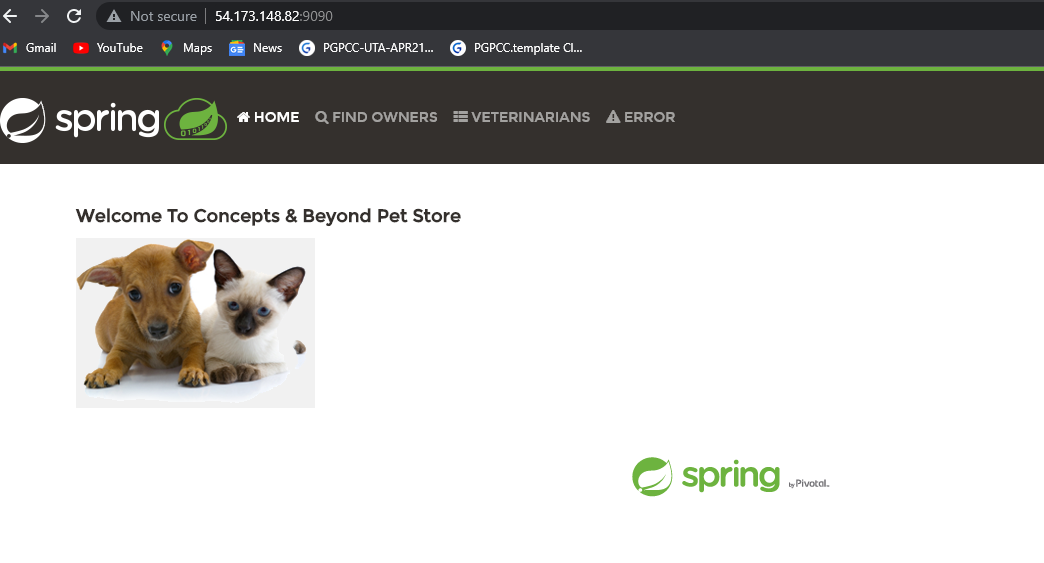 Not secure 54.173.148.82:9090
Gmail YouTube Maps News PGPCC-UTA-APR21... PGPCC.template Cl...
spring HOME FIND OWNERS VETERINARIANS ERROR
Welcome To Concepts & Beyond Pet Store
spring by Pivotal